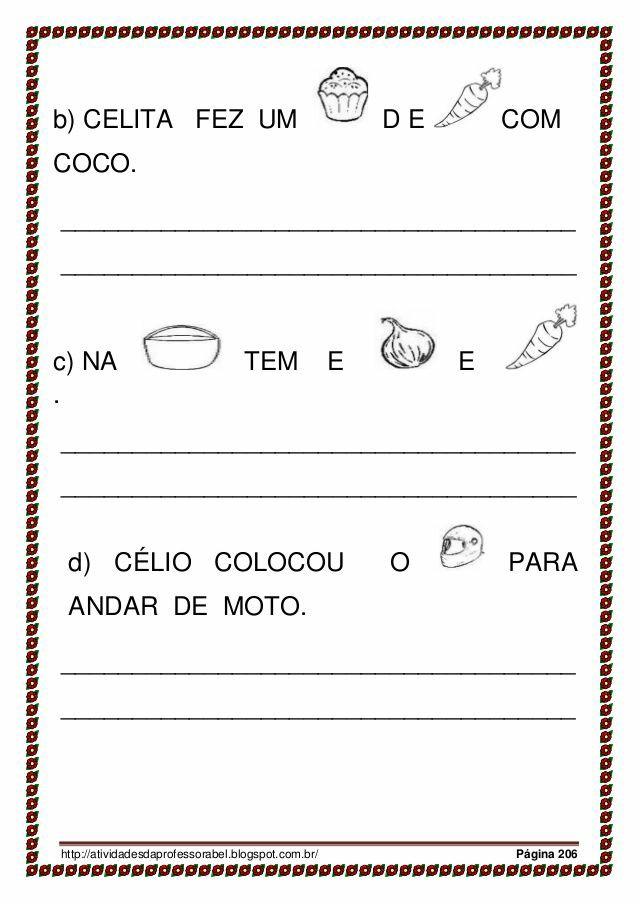 b) CELITA FEZ UM D E COM
COCO.
c) NA TEM E E
.
d) CÉLIO COLOCOU O PARA
ANDAR DE MOTO.
http://atividadesdaprofessorabel.blogspot.com.br/ Página 206